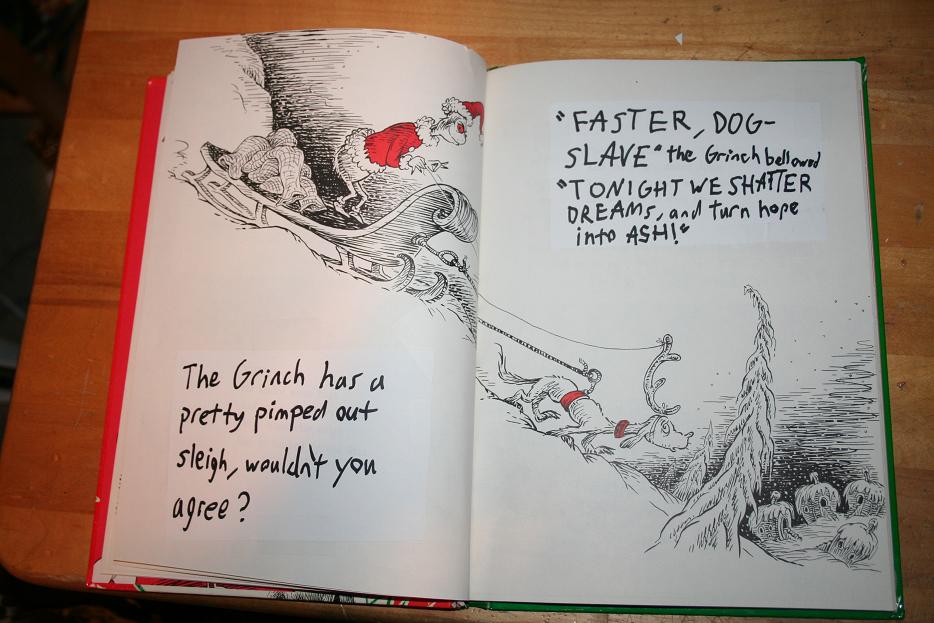 The Grinch has a
pretty pimped out
sleigh, wouldn't you
agree?
"FASTER, DOG-
SLAVE" the Grinch bellowed
"TONIGHT WE SHATTER
DREAMS, and turn hope
into ASH!"